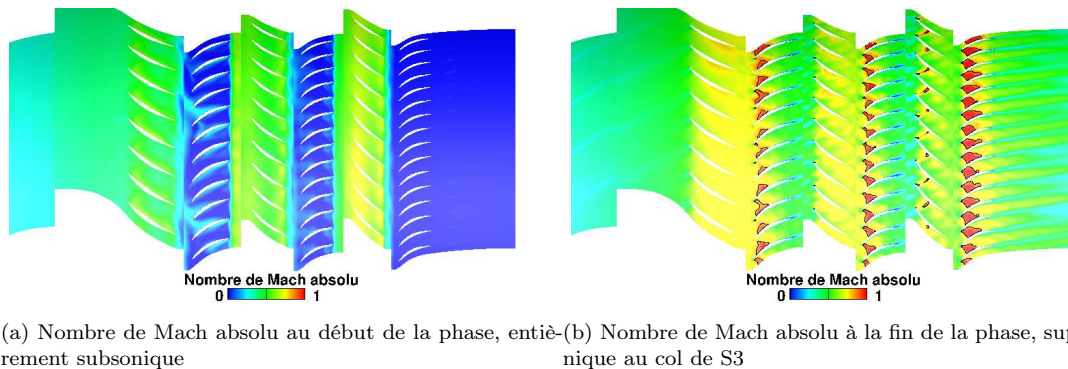 Nombre de Mach absolu
0 1
Nombre de Mach absolu
0 1
(a) Nombre de Mach absolu au début de la phase, entiè-
rement subsonique
(b) Nombre de Mach absolu à la fin de la phase, sup
nique au col de S3